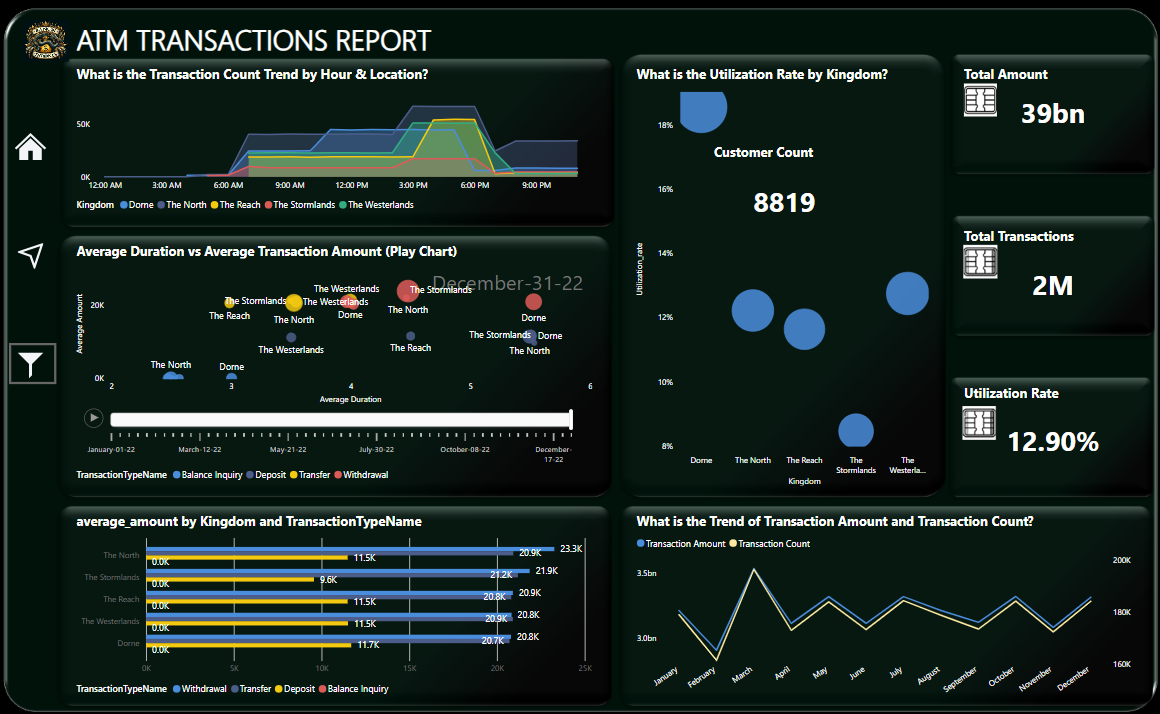 ATM TRANSACTIONS REPORT
What is the Transaction Count Trend by Hour & Location?
50K
0K
12:00 AM 3:00 AM 6:00 AM 9:00 AM 12:00 PM 3:00 PM 6:00 PM 9:00 PM
Kingdom Dorne The North The Reach The Stormlands The Westerlands
Average Duration vs Average Transaction Amount (Play Chart)
December-31-22
Average Amount
20K
0K
The Westerlands
The Stormlands The Westerlands The Stormlands
The Reach The North Dorne The North Dorne
The Stormlands Dorne
The Westerlands The Reach The North
The North Dorne
2 3 4 5 6
Average Duration
January-01-22 March-12-22 May-21-22 July-30-22 October-08-22 December-
17-22
TransactionTypeName Balance Inquiry Deposit Transfer Withdrawal
average_amount by Kingdom and TransactionTypeName
The North 23.3K 20.9K 11.5K 0.0K
The Stormlands 21.9K 21.2K 9.6K 0.0K
The Reach 20.9K 20.8K 11.5K 0.0K
The Westerlands 20.8K 20.9K 11.5K 0.0K
Dorne 20.8K 20.7K 11.7K 0.0K
0K 5K 10K 15K 20K 25K
TransactionTypeName Withdrawal Transfer Deposit Balance Inquiry
What is the Utilization Rate by Kingdom?
18%
Customer Count
16%
8819
14%
Utilization_rate
12%
10%
8%
Dorne The North The Reach The
Stormlands The
Westerla...
Kingdom
Total Amount
39bn
Total Transactions
2M
Utilization Rate
12.90%
What is the Trend of Transaction Amount and Transaction Count?
Transaction Amount Transaction Count
200K
3.5bn
180K
3.0bn
160K
January February March April May June July August September October November December